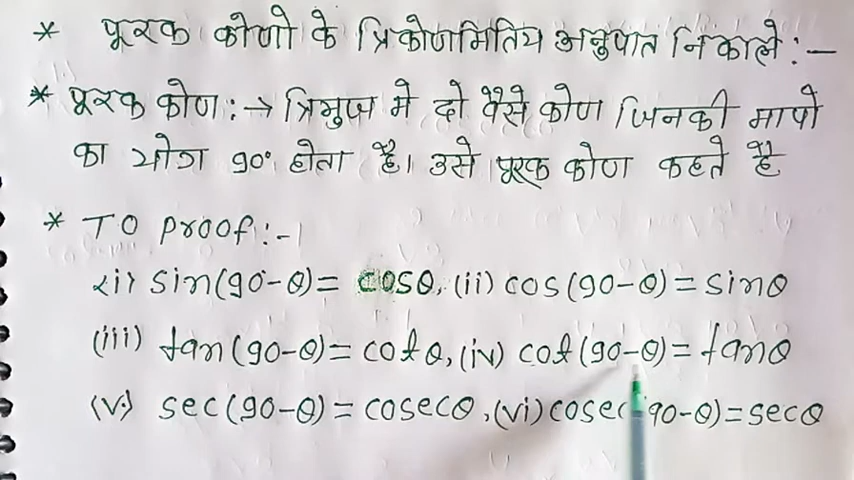 * पूरक कोणो के त्रिकोणमितिय अनुपात निकाले :-
* पूरक कोण : → त्रिभुज मे दो वैसे कोण जिनकी मापो
का योग 90° होता है। उसे पूरक कोण कहते है
* TO Proof :-
(i) sin(90-θ) = cosθ, (ii) cos(90-θ) = sinθ
(iii) tan(90-θ) = cotθ, (iv) cot(90-θ) = tanθ
(v) sec(90-θ) = cosecθ, (vi) cosec(90-θ) = secθ